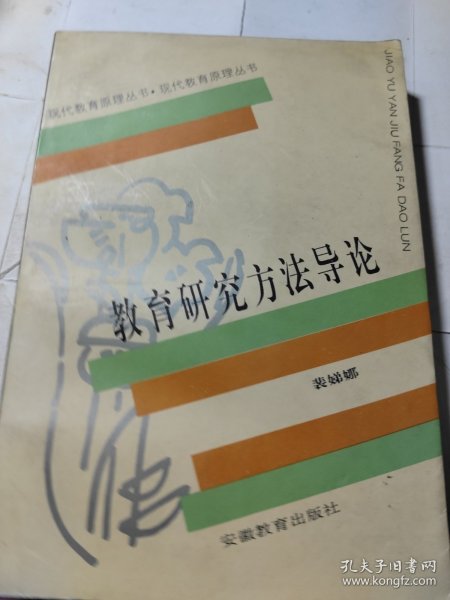 现代教育原理丛书·现代教育原理丛书
JIAO YU YAN JIU FANG FA DAO LUN
教育研究方法导论
裴娣娜
安徽教育出版社
孔夫子旧书网
www.kongfz.com